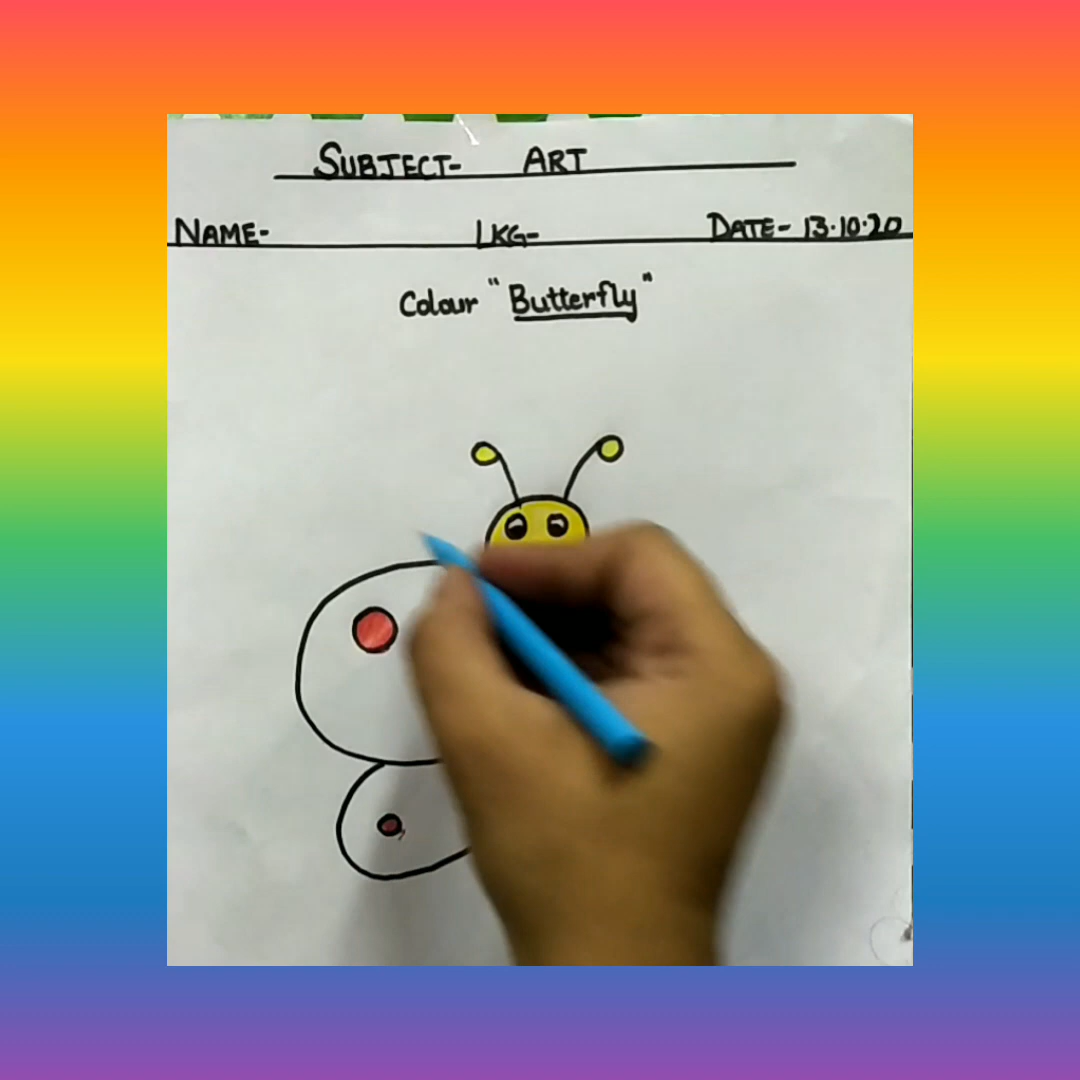 SUBJECT- ART
NAME- LKG- DATE- 13.10.20
Colour "Butterfly"